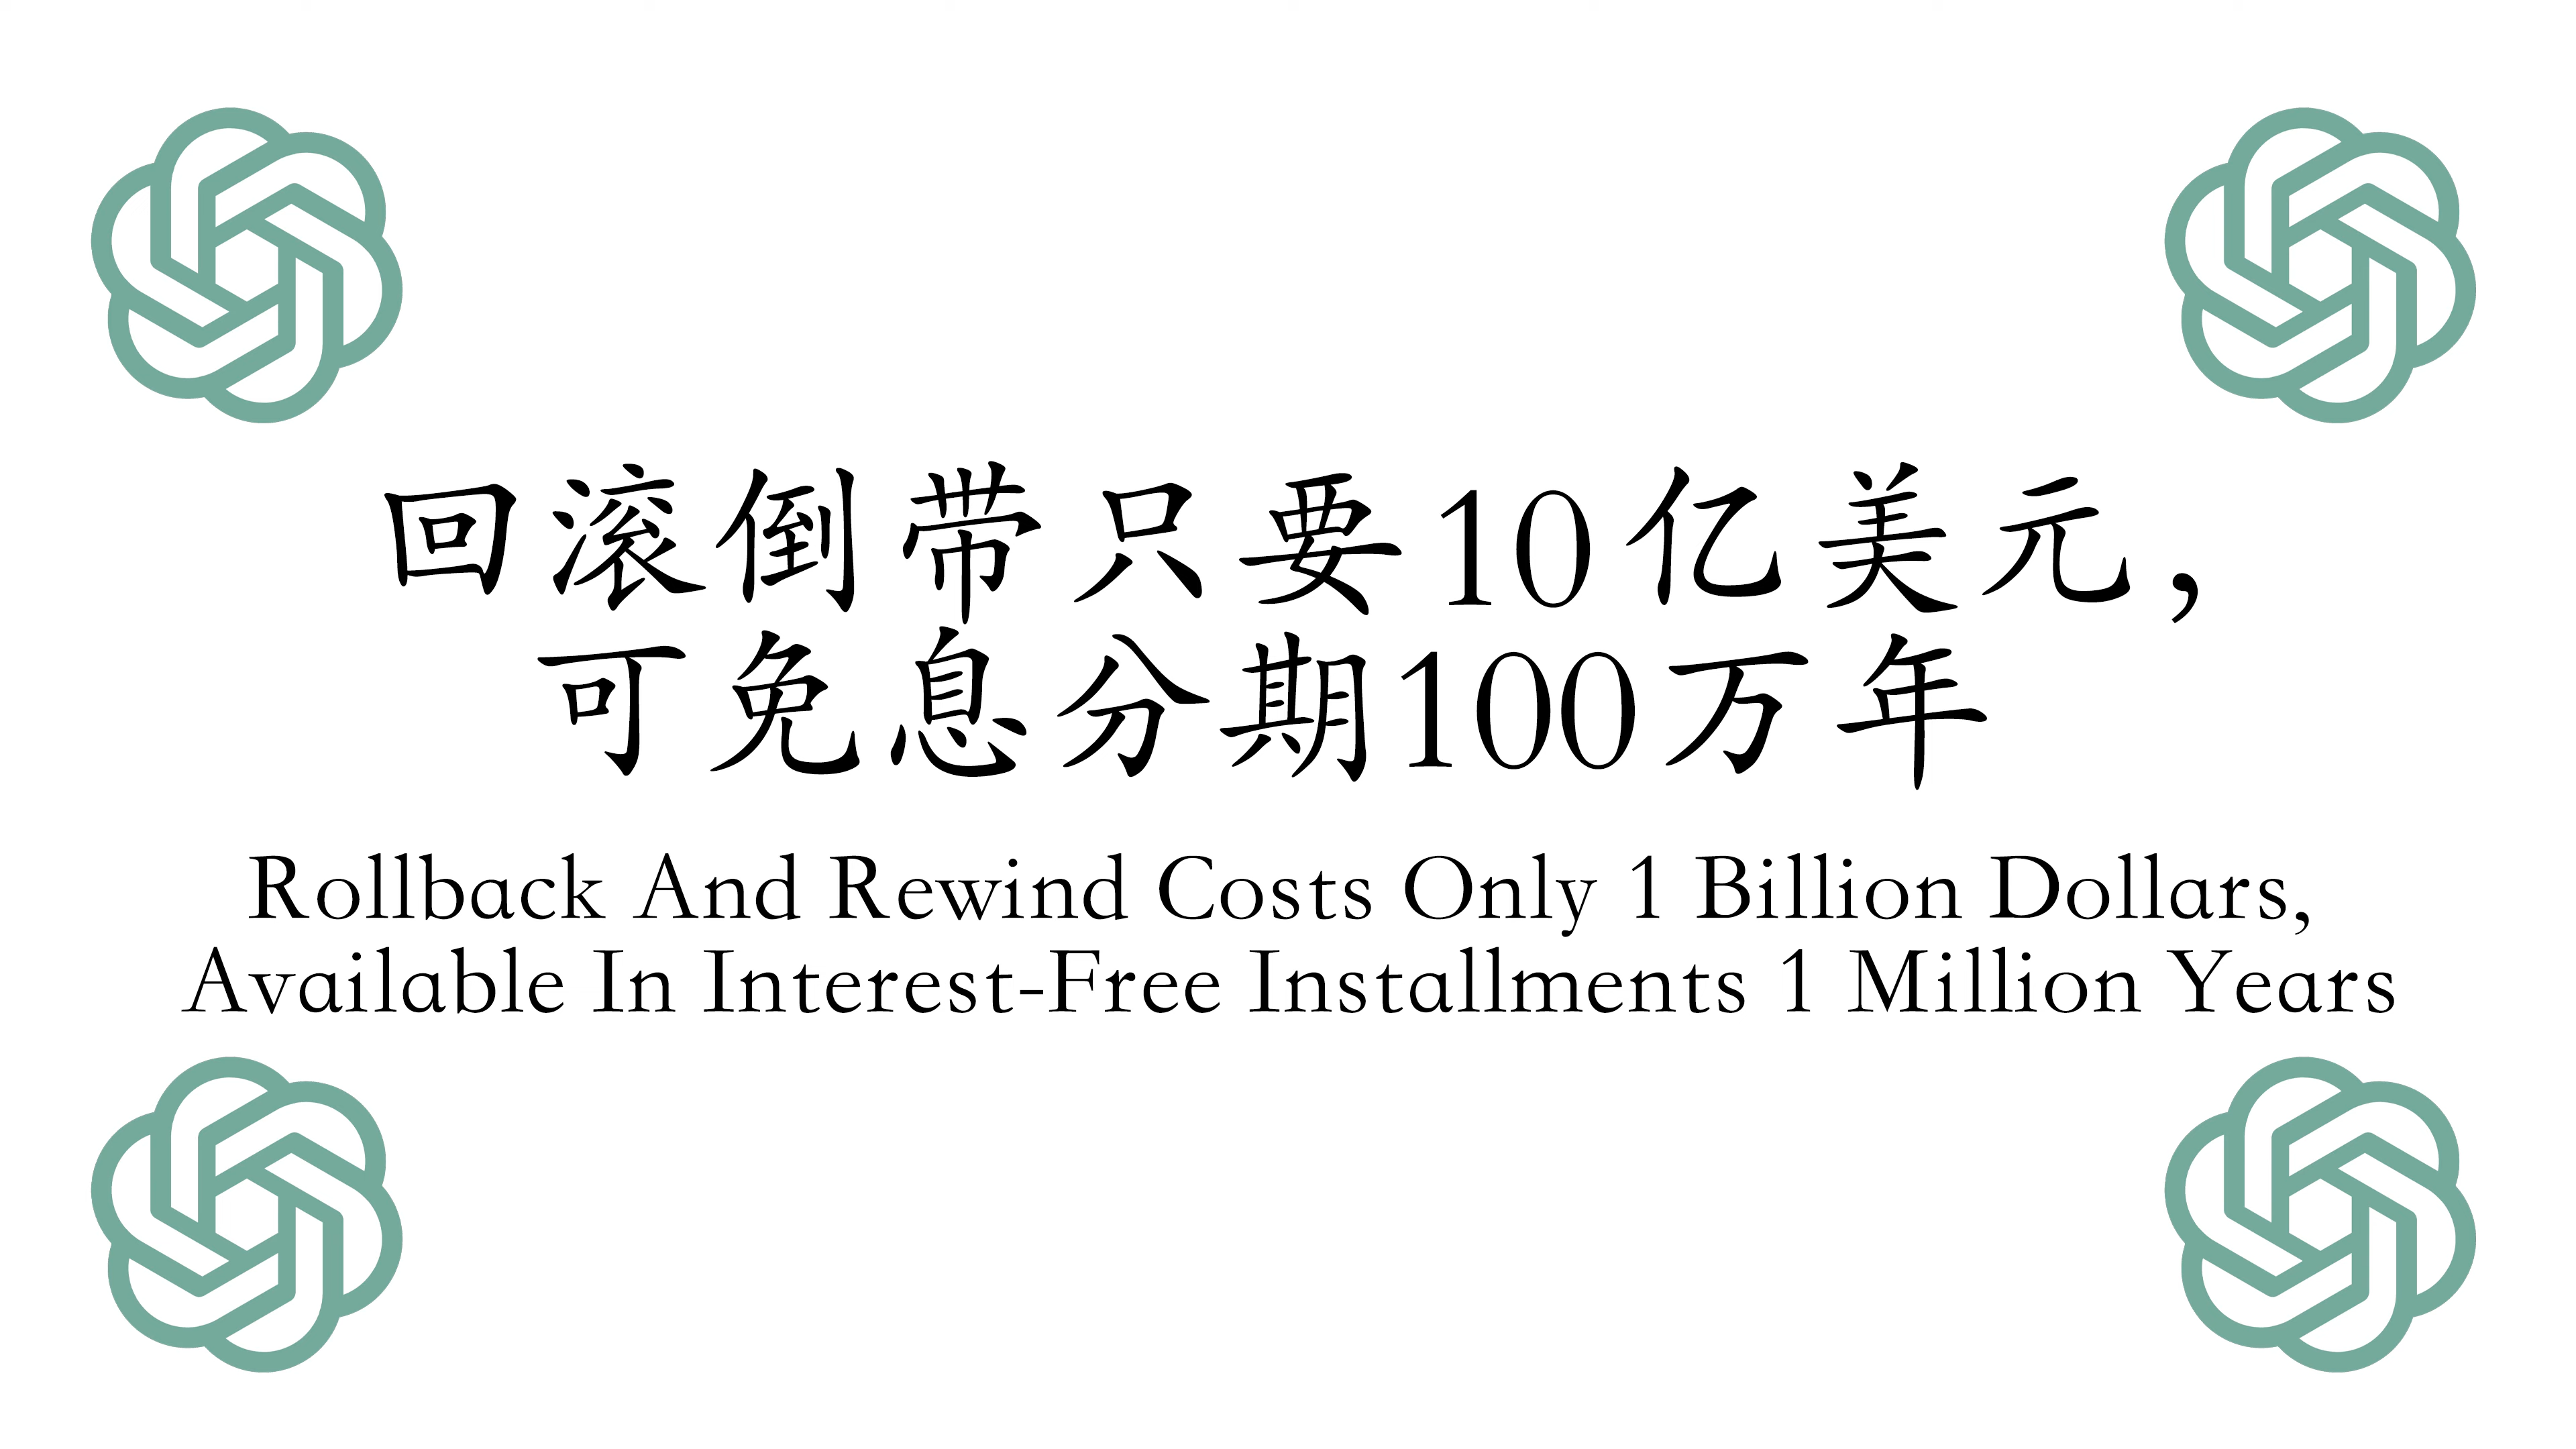 回滚倒带只要10亿美元，
可免息分期100万年
Rollback And Rewind Costs Only 1 Billion Dollars,
Available In Interest-Free Installments 1 Million Years